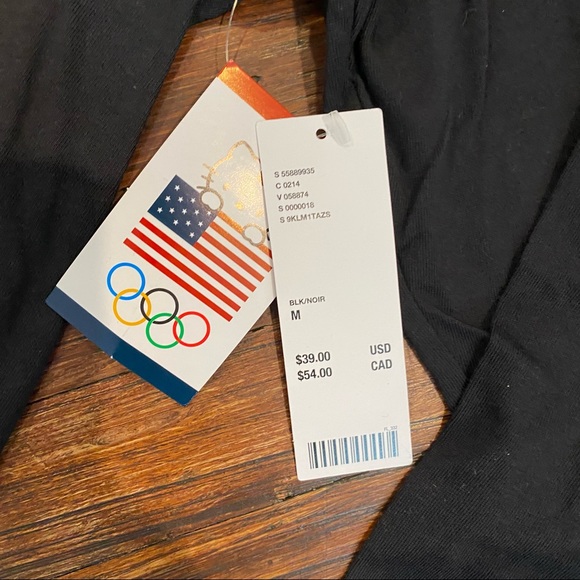 S 55889935
C 0214
V 058874
S 0000018
S 9KLM1TAZS
BLK/NOIR
M
$39.00 USD
$54.00 CAD